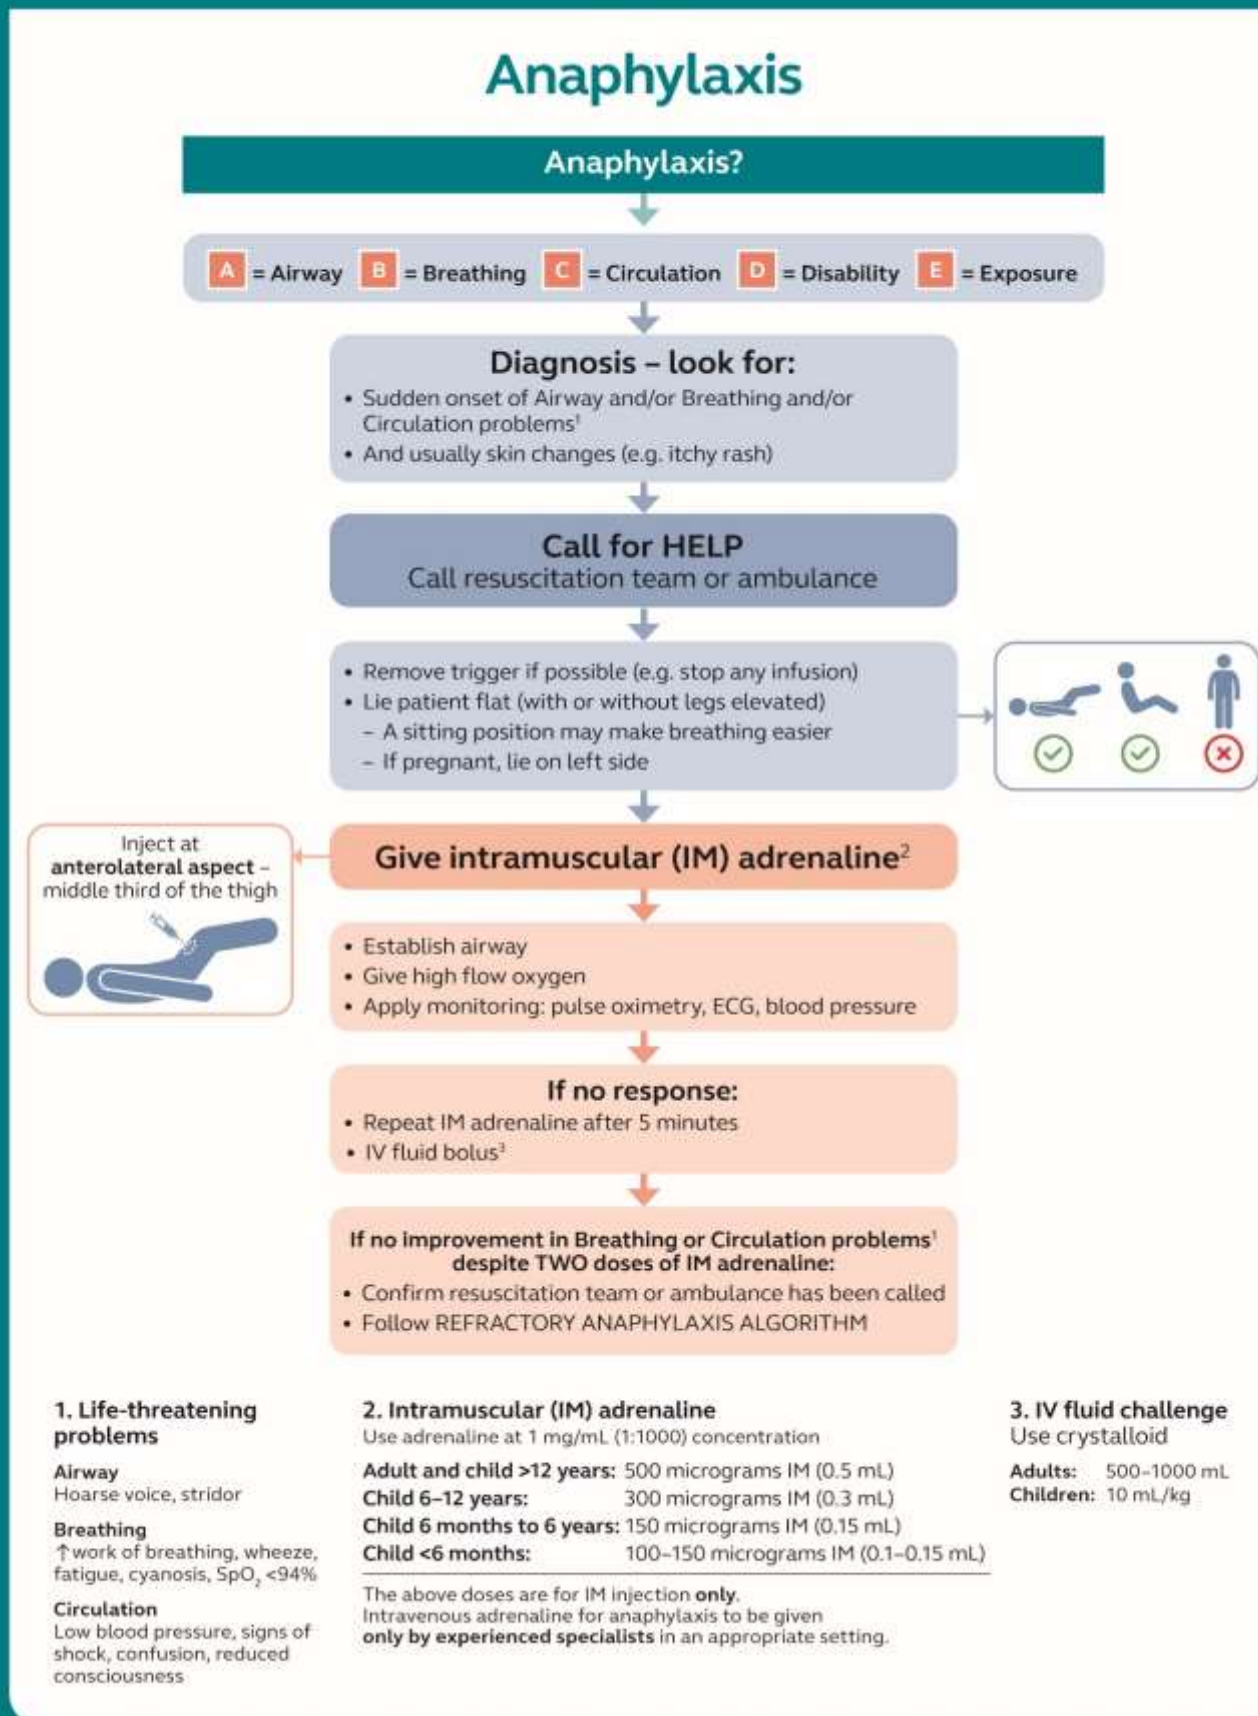 Anaphylaxis
Anaphylaxis?
A = Airway B = Breathing C = Circulation D = Disability E = Exposure
Diagnosis – look for:
• Sudden onset of Airway and/or Breathing and/or
Circulation problems¹
• And usually skin changes (e.g. itchy rash)
Call for HELP
Call resuscitation team or ambulance
• Remove trigger if possible (e.g. stop any infusion)
• Lie patient flat (with or without legs elevated)
– A sitting position may make breathing easier
– If pregnant, lie on left side
Inject at
anterolateral aspect –
middle third of the thigh
Give intramuscular (IM) adrenaline²
• Establish airway
• Give high flow oxygen
• Apply monitoring: pulse oximetry, ECG, blood pressure
If no response:
• Repeat IM adrenaline after 5 minutes
• IV fluid bolus³
If no improvement in Breathing or Circulation problems¹
despite TWO doses of IM adrenaline:
• Confirm resuscitation team or ambulance has been called
• Follow REFRACTORY ANAPHYLAXIS ALGORITHM
1. Life-threatening
problems
Airway
Hoarse voice, stridor
Breathing
↑work of breathing, wheeze,
fatigue, cyanosis, SpO₂ <94%
Circulation
Low blood pressure, signs of
shock, confusion, reduced
consciousness
2. Intramuscular (IM) adrenaline
Use adrenaline at 1 mg/mL (1:1000) concentration
Adult and child >12 years: 500 micrograms IM (0.5 mL)
Child 6–12 years: 300 micrograms IM (0.3 mL)
Child 6 months to 6 years: 150 micrograms IM (0.15 mL)
Child <6 months: 100–150 micrograms IM (0.1–0.15 mL)
The above doses are for IM injection only.
Intravenous adrenaline for anaphylaxis to be given
only by experienced specialists in an appropriate setting.
3. IV fluid challenge
Use crystalloid
Adults: 500–1000 mL
Children: 10 mL/kg